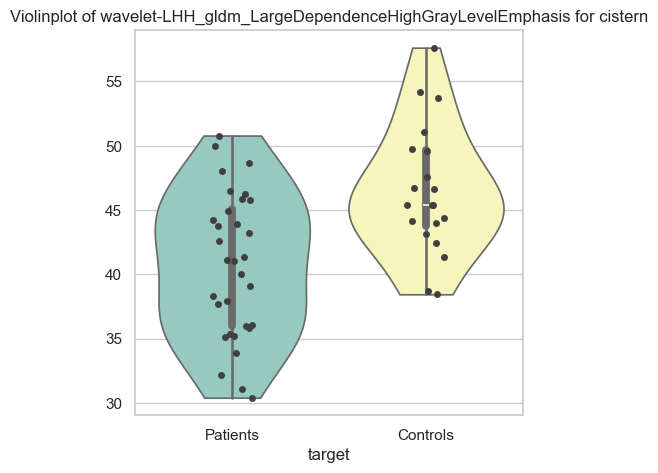 Violinplot of wavelet-LHH_gldm_LargeDependenceHighGrayLevelEmphasis for cistern
55
50
45
40
35
30
Patients
Controls
target